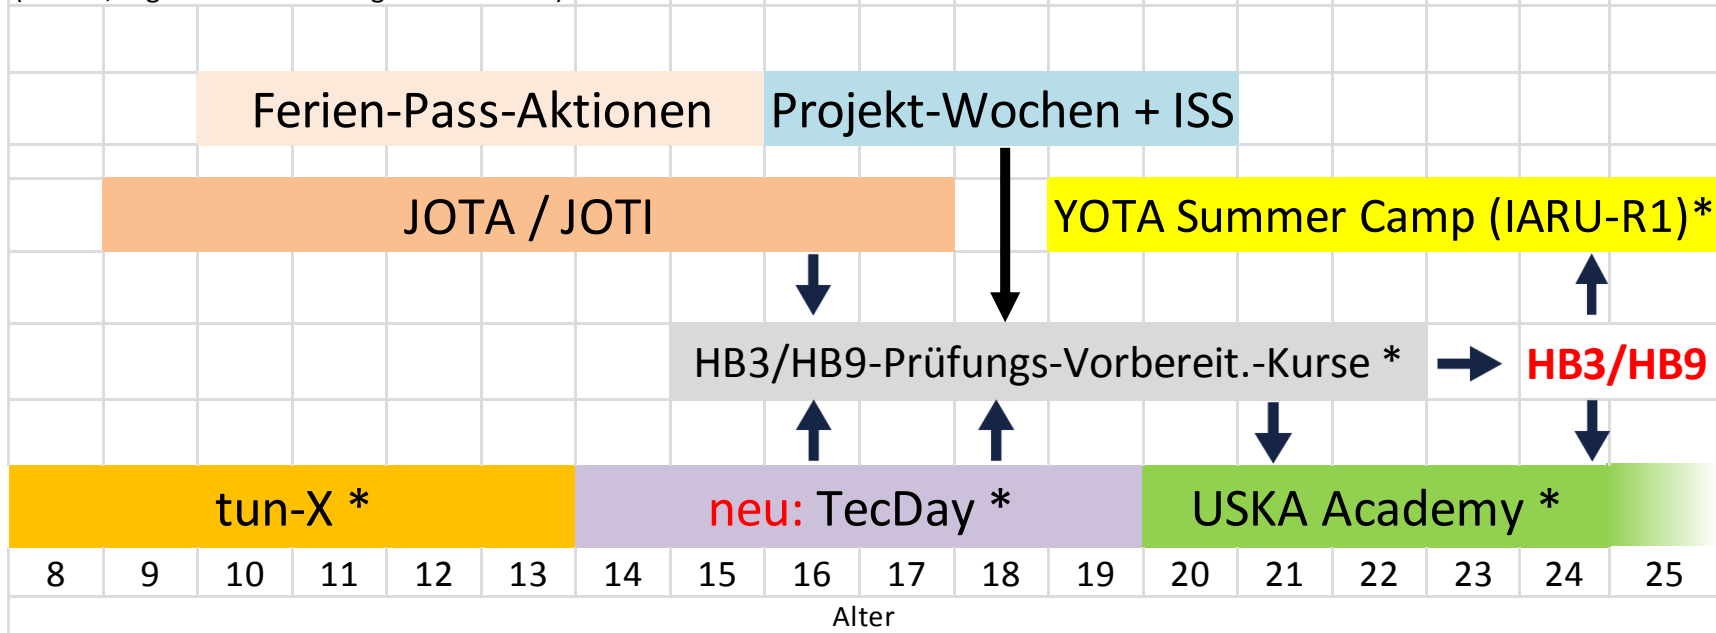 Ferien-Pass-Aktionen Projekt-Wochen + ISS
JOTA / JOTI YOTA Summer Camp (IARU-R1)*
HB3/HB9-Prüfungs-Vorbereit.-Kurse * HB3/HB9
tun-X * neu: TecDay * USKA Academy *
8 9 10 11 12 13 14 15 16 17 18 19 20 21 22 23 24 25
Alter